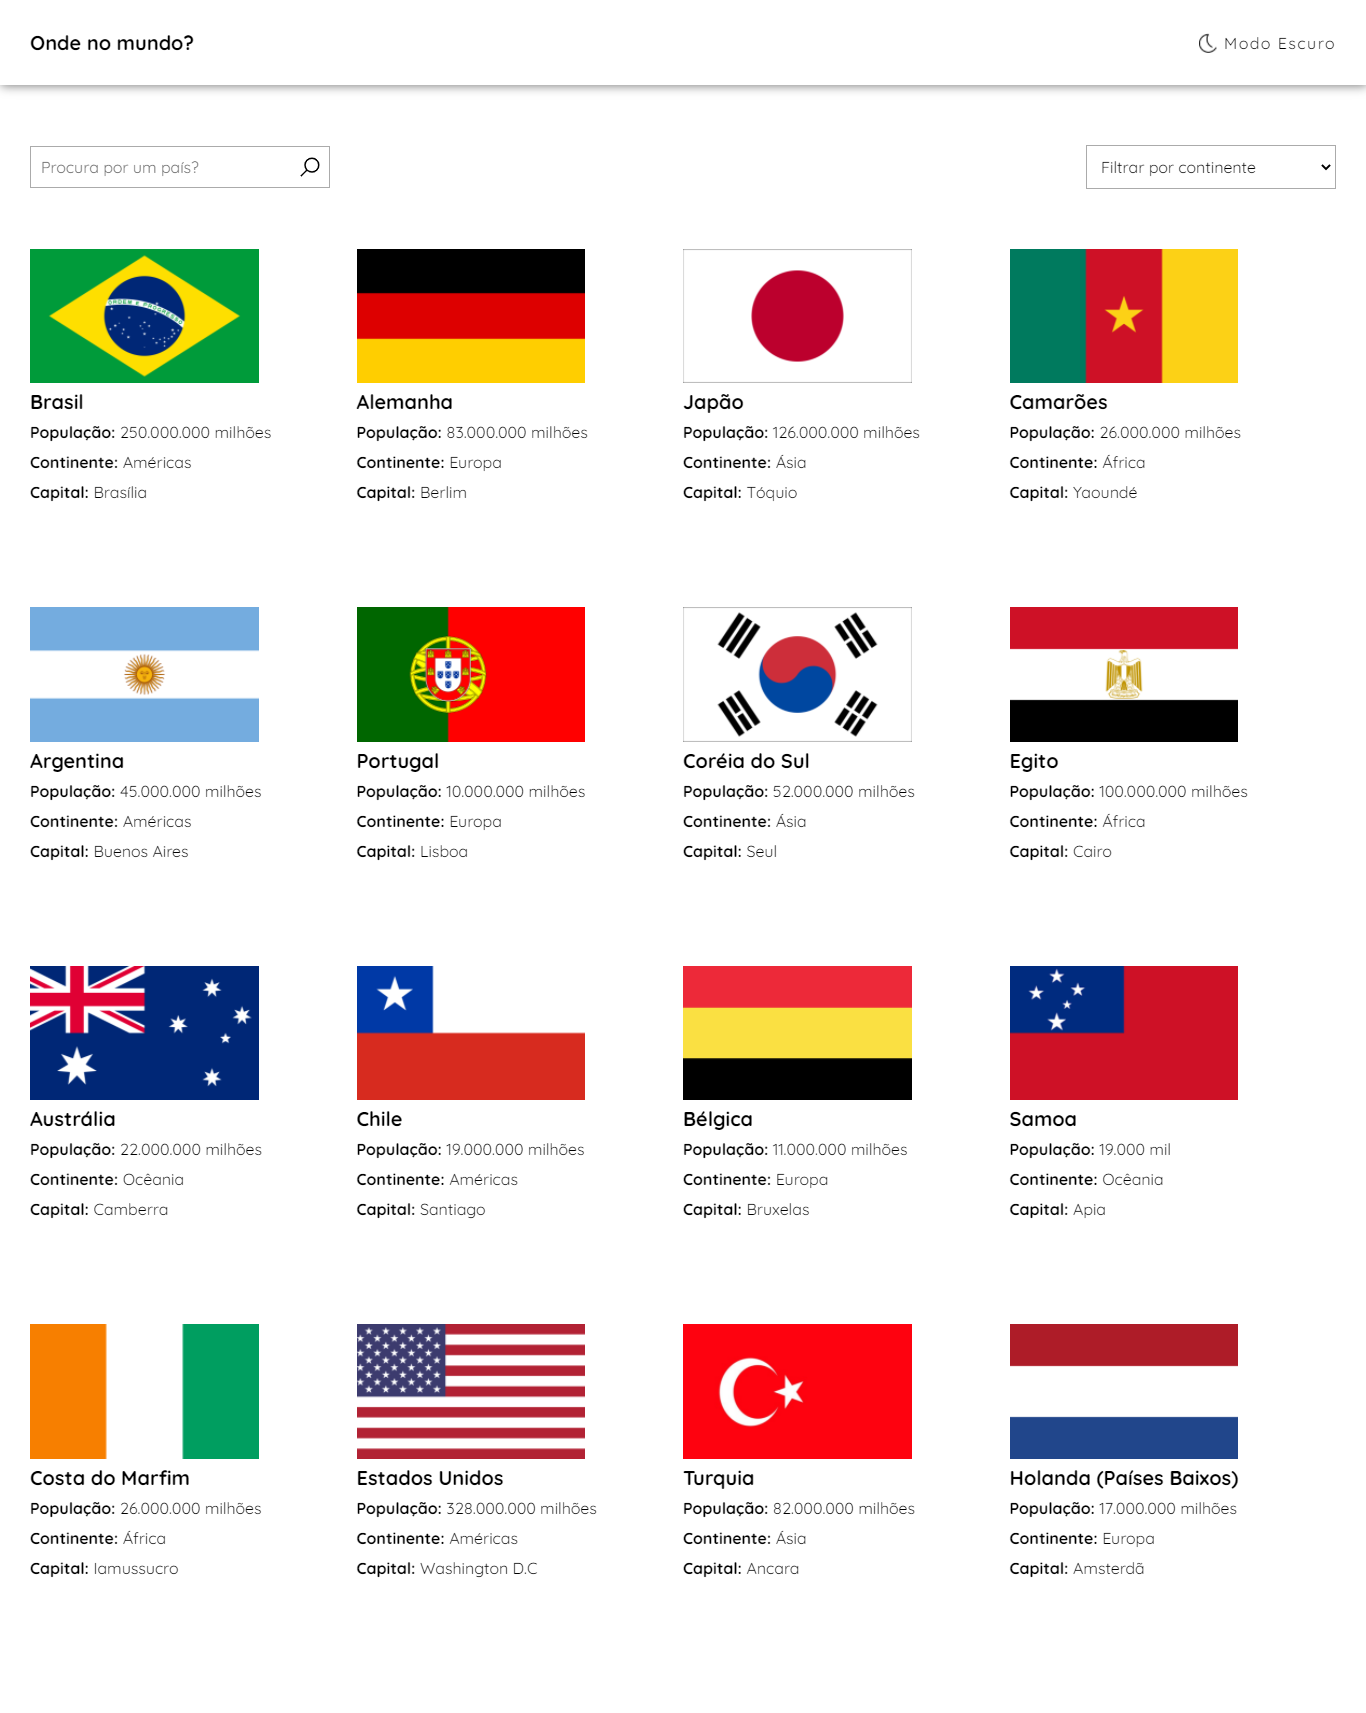 Onde no mundo?
Modo Escuro
Procura por um país?
Filtrar por continente
ORDEM E PROGRESSO
Brasil
População: 250.000.000 milhões
Continente: Américas
Capital: Brasília
Alemanha
População: 83.000.000 milhões
Continente: Europa
Capital: Berlim
Japão
População: 126.000.000 milhões
Continente: Ásia
Capital: Tóquio
Camarões
População: 26.000.000 milhões
Continente: África
Capital: Yaoundé
Argentina
População: 45.000.000 milhões
Continente: Américas
Capital: Buenos Aires
Portugal
População: 10.000.000 milhões
Continente: Europa
Capital: Lisboa
Coréia do Sul
População: 52.000.000 milhões
Continente: Ásia
Capital: Seul
Egito
População: 100.000.000 milhões
Continente: África
Capital: Cairo
Austrália
População: 22.000.000 milhões
Continente: Ocêania
Capital: Camberra
Chile
População: 19.000.000 milhões
Continente: Américas
Capital: Santiago
Bélgica
População: 11.000.000 milhões
Continente: Europa
Capital: Bruxelas
Samoa
População: 19.000 mil
Continente: Ocêania
Capital: Apia
Costa do Marfim
População: 26.000.000 milhões
Continente: África
Capital: Iamussucro
Estados Unidos
População: 328.000.000 milhões
Continente: Américas
Capital: Washington D.C
Turquia
População: 82.000.000 milhões
Continente: Ásia
Capital: Ancara
Holanda (Países Baixos)
População: 17.000.000 milhões
Continente: Europa
Capital: Amsterdã